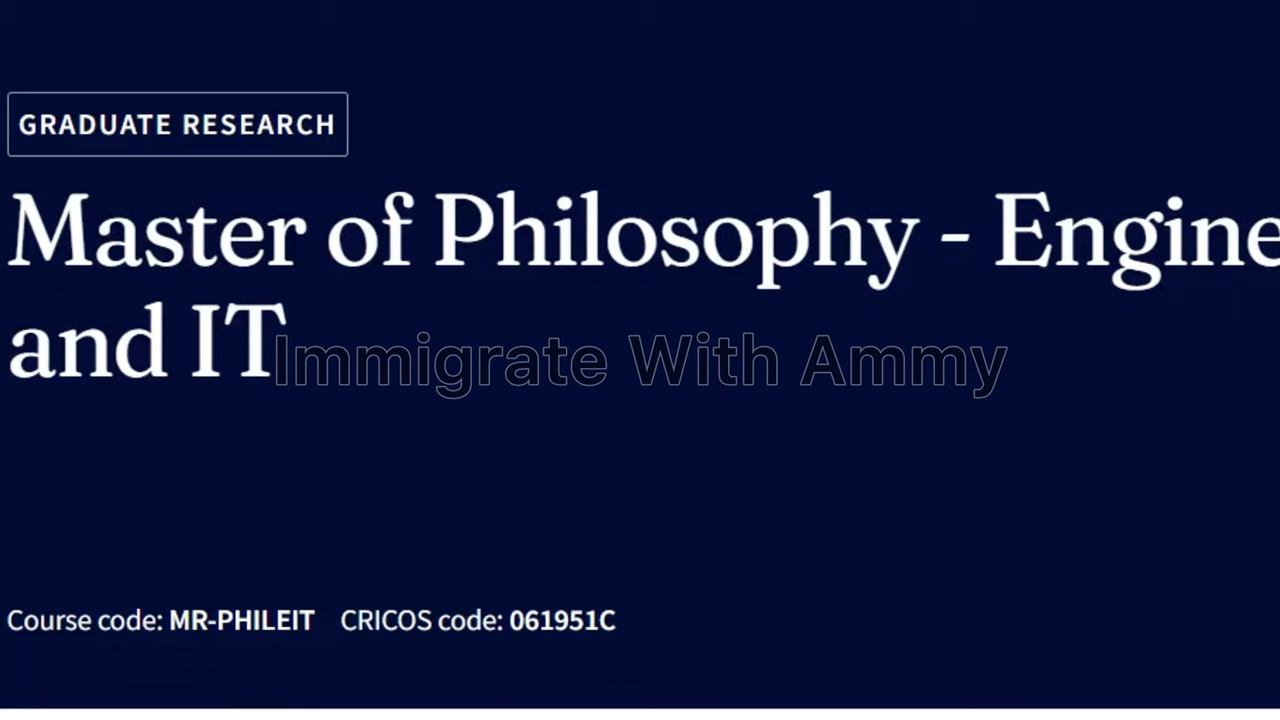 GRADUATE RESEARCH
Master of Philosophy - Engine
and IT
Immigrate With Ammy
Course code: MR-PHILEIT CRICOS code: 061951C